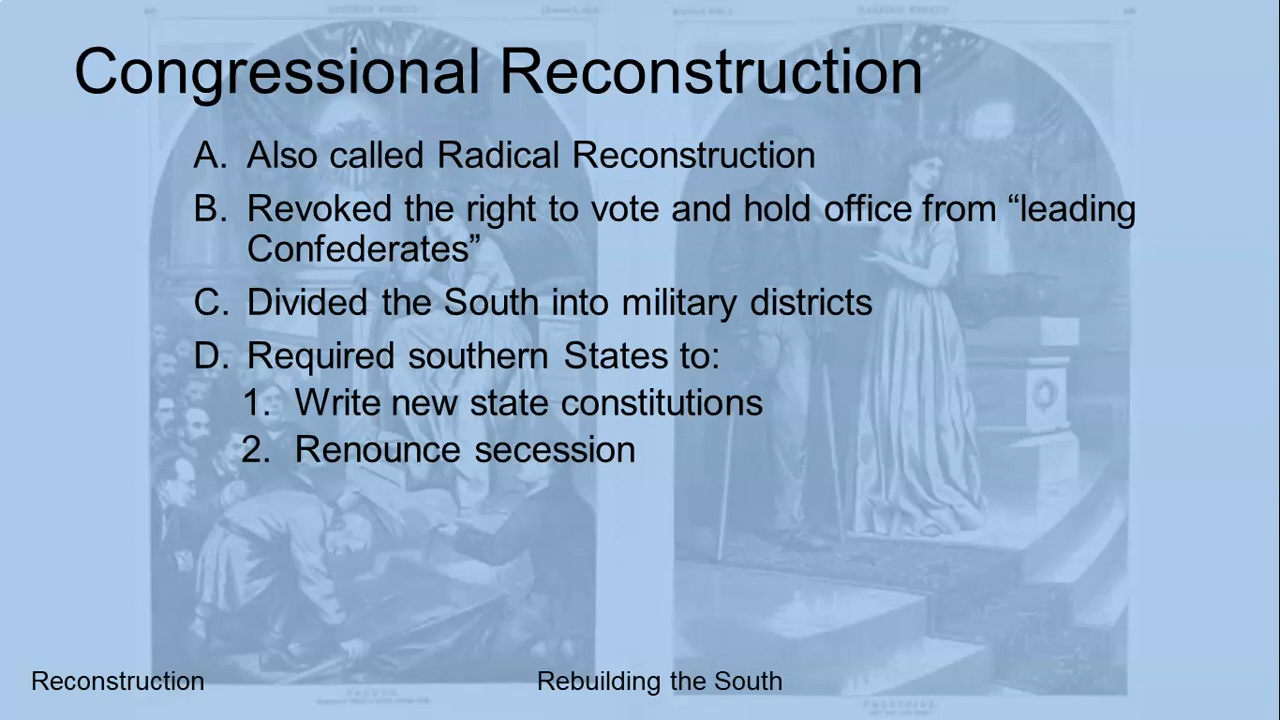 Congressional Reconstruction
A. Also called Radical Reconstruction
B. Revoked the right to vote and hold office from “leading
Confederates”
C. Divided the South into military districts
D. Required southern States to:
1. Write new state constitutions
2. Renounce secession
Reconstruction
Rebuilding the South